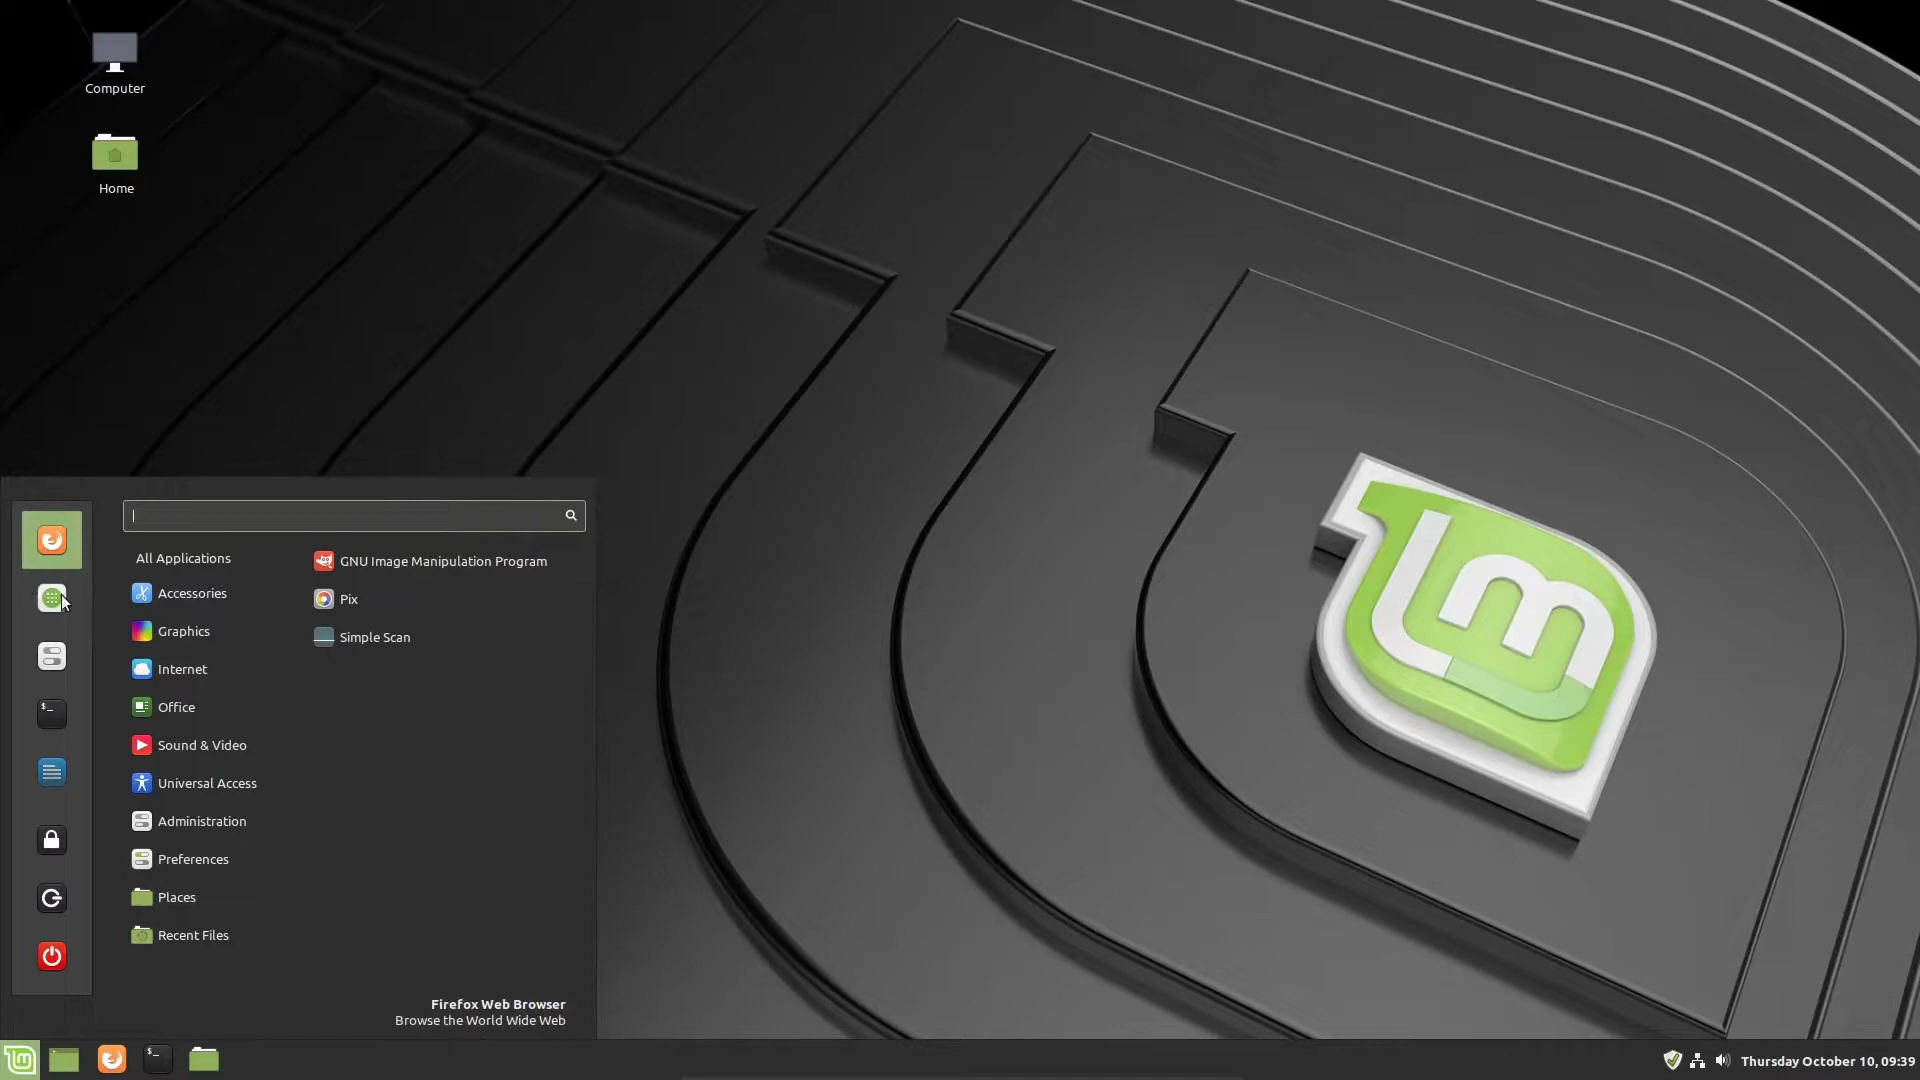 Computer
Home
All Applications
Accessories
Graphics
Internet
Office
Sound & Video
Universal Access
Administration
Preferences
Places
Recent Files
GNU Image Manipulation Program
Pix
Simple Scan
Firefox Web Browser
Browse the World Wide Web
Thursday October 10, 09:39